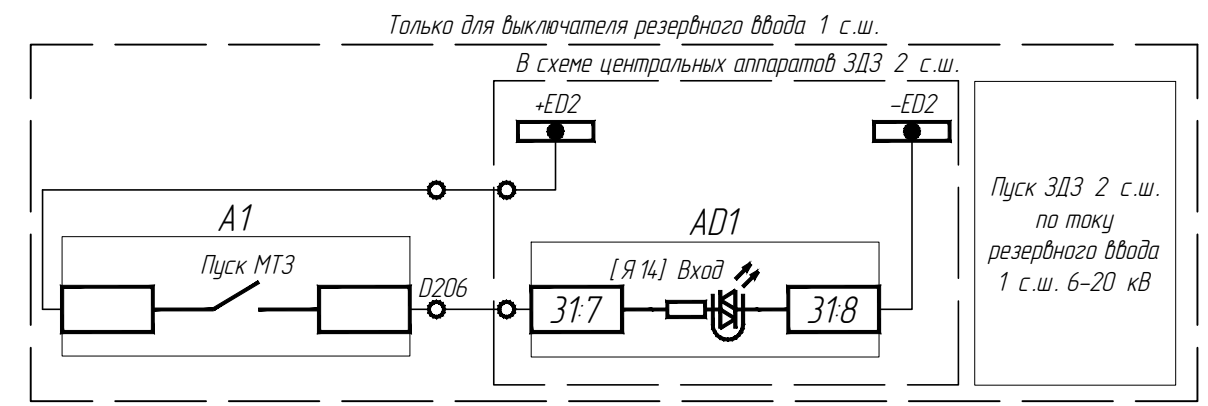 Только для выключателя резервного ввода 1 с.ш.
В схеме центральных аппаратов ЗДЗ 2 с.ш.
+ED2
-ED2
A1
Пуск МТЗ
D206
AD1
[Я14] Вход
31:7
31:8
Пуск ЗДЗ 2 с.ш.
по току
резервного ввода
1 с.ш. 6-20 кВ